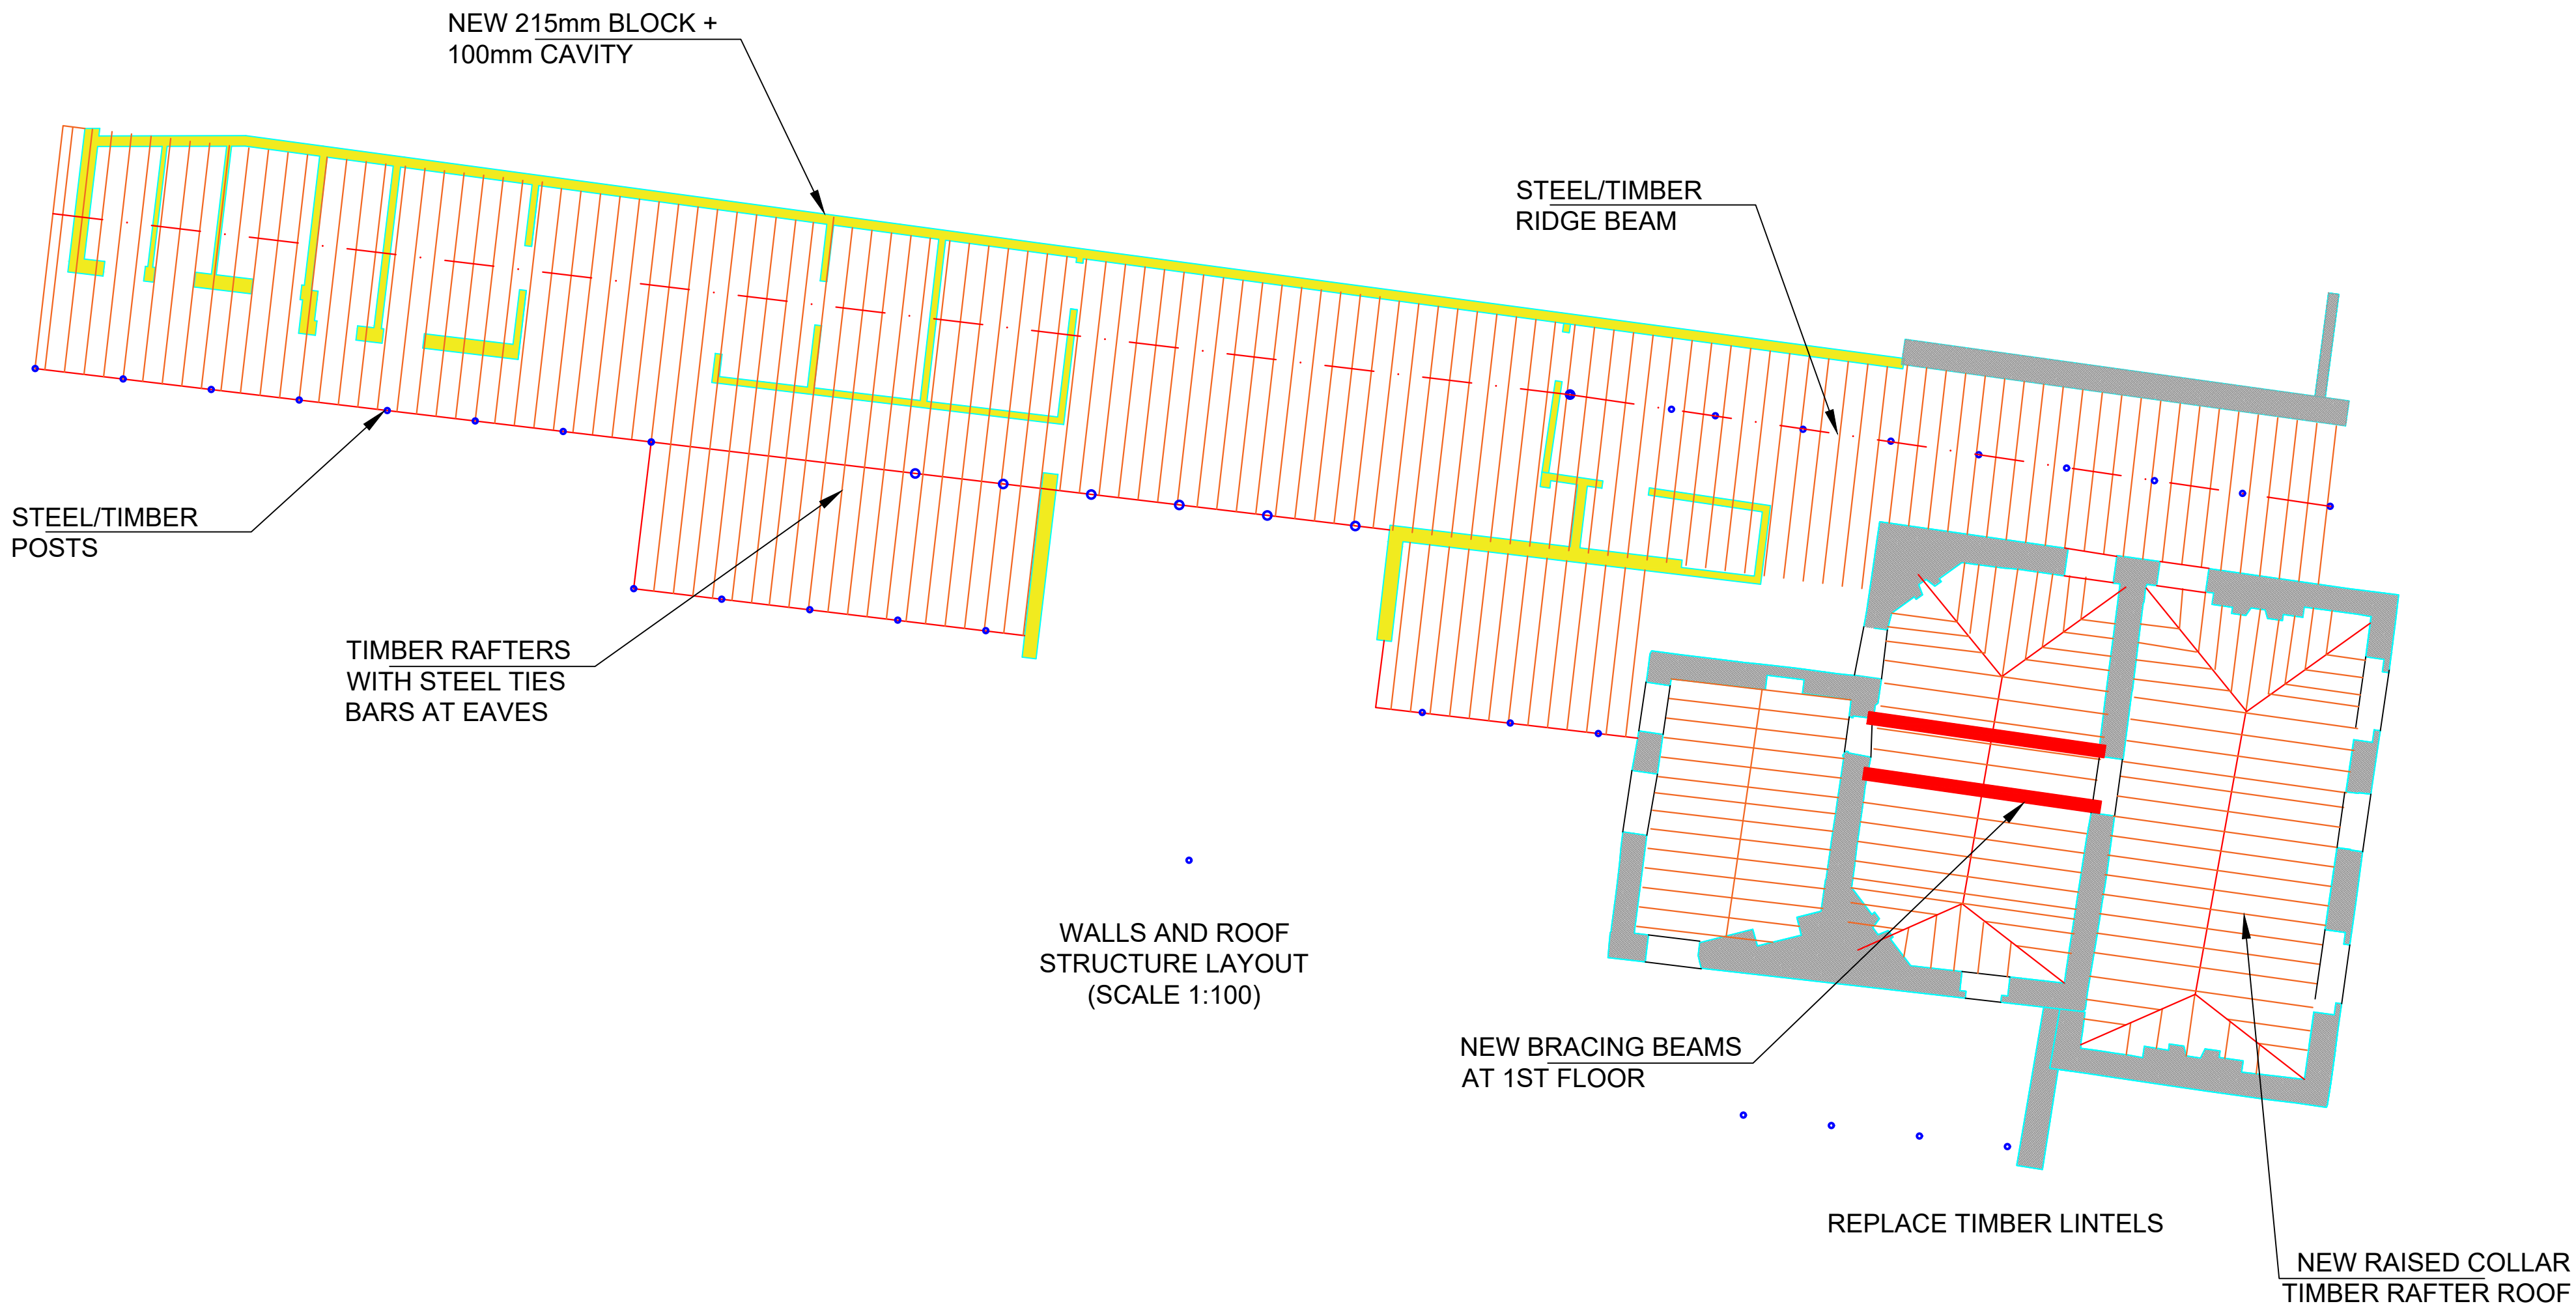 NEW 215mm BLOCK +
100mm CAVITY
STEEL/TIMBER
RIDGE BEAM
STEEL/TIMBER
POSTS
TIMBER RAFTERS
WITH STEEL TIES
BARS AT EAVES
WALLS AND ROOF
STRUCTURE LAYOUT
(SCALE 1:100)
NEW BRACING BEAMS
AT 1ST FLOOR
REPLACE TIMBER LINTELS
NEW RAISED COLLAR
TIMBER RAFTER ROOF